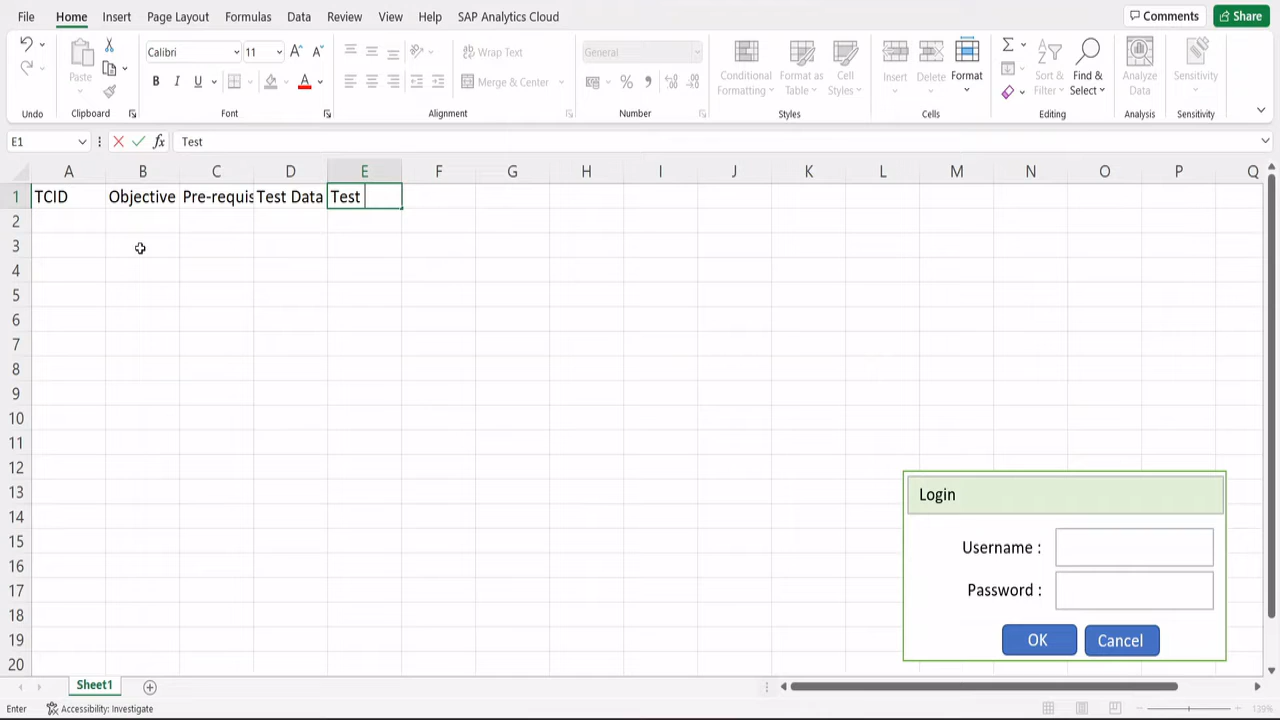 File Home Insert Page Layout Formulas Data Review View Help SAP Analytics Cloud Comments Share
Calibri 11 A A Wrap Text General
Paste Conditional Format as Cell Insert Delete Format Sort & Find & Analyze Sensitivity
B I U A Merge & Center % Formatting Table Styles Filter Select Data
Undo Clipboard Font Alignment Number Styles Cells Editing Analysis Sensitivity
E1 fx Test
A B C D E F G H I J K L M N O P Q
1 TCID Objective Pre-requis Test Data Test
2
3
4
5
6
7
8
9
10
11
12
13
14
15
16
17
18
19
20
Login
Username :
Password :
OK Cancel
Sheet1
Enter Accessibility: Investigate 139%